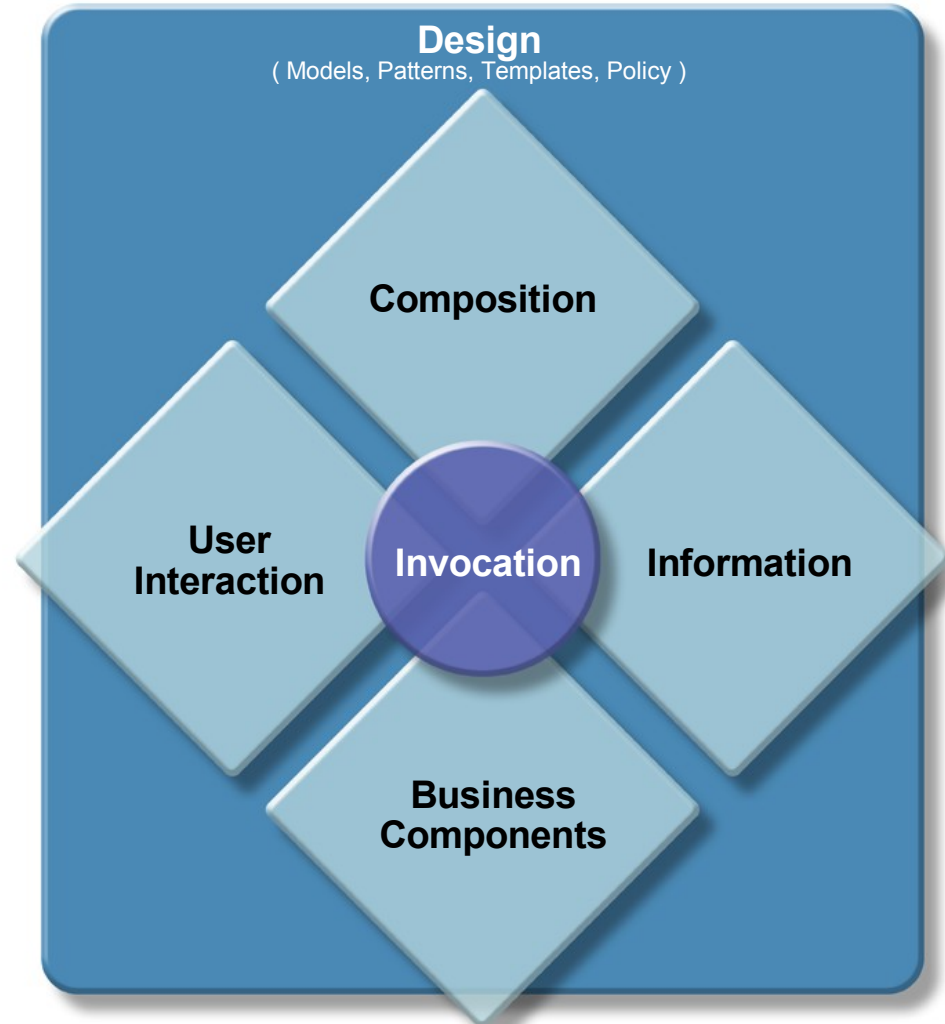 Design
( Models, Patterns, Templates, Policy )
Composition
User
Interaction
Invocation
Information
Business
Components